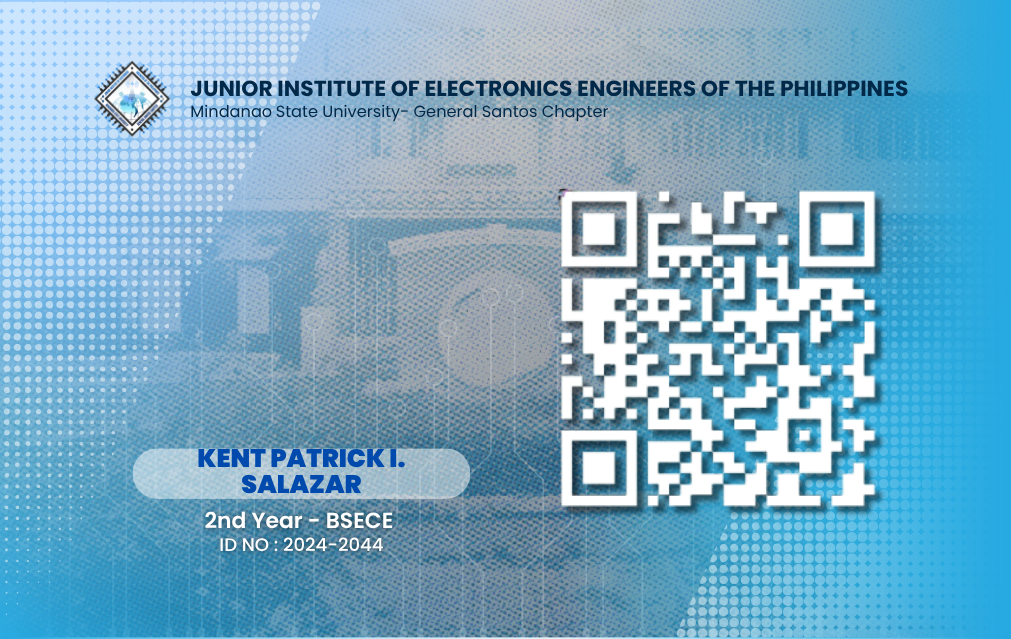 JUNIOR INSTITUTE OF ELECTRONICS ENGINEERS OF THE PHILIPPINES
Mindanao State University- General Santos Chapter
KENT PATRICK I.
SALAZAR
2nd Year - BSECE
ID NO : 2024-2044